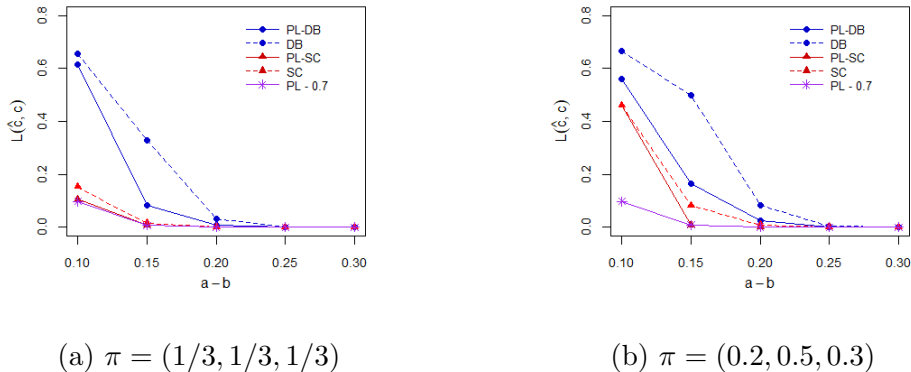 0.8
0.6
0.4
0.2
0.0
L(ĉ, c)
0.10 0.15 0.20 0.25 0.30
a − b
PL-DB
DB
PL-SC
SC
PL - 0.7
(a) π = (1/3, 1/3, 1/3)
0.8
0.6
0.4
0.2
0.0
L(ĉ, c)
0.10 0.15 0.20 0.25 0.30
a − b
PL-DB
DB
PL-SC
SC
PL - 0.7
(b) π = (0.2, 0.5, 0.3)